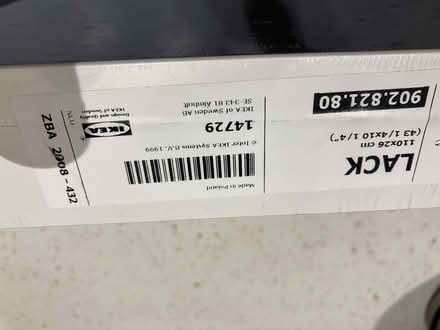 LACK
110x26 cm
(43 1/4x10 1/4")
902.821.80
Made in Poland
© Inter IKEA Systems B.V. 1999
14729
IKEA of Sweden AB
SE-343 81 Älmhult
IKEA
Design and Quality
IKEA of Sweden
ZBA 2008-432